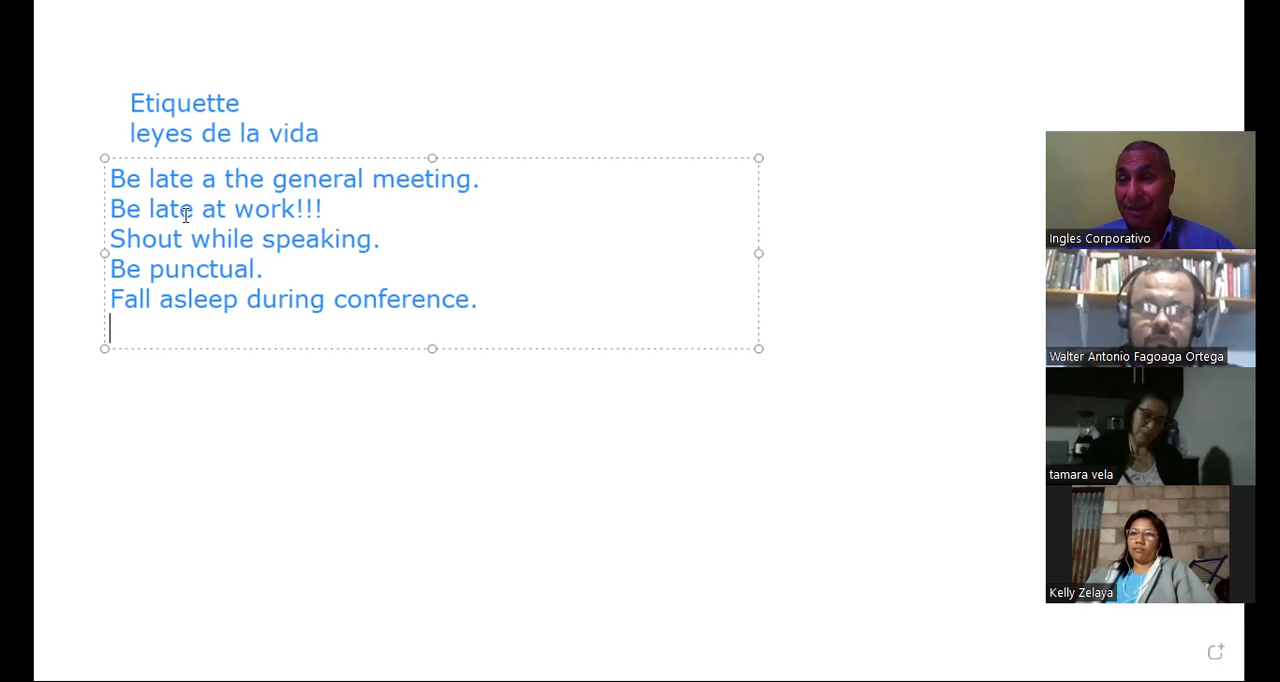 Etiquette
leyes de la vida
Be late a the general meeting.
Be late at work!!!
Shout while speaking.
Be punctual.
Fall asleep during conference.
Ingles Corporativo
Walter Antonio Fagoaga Ortega
tamara vela
Kelly Zelaya